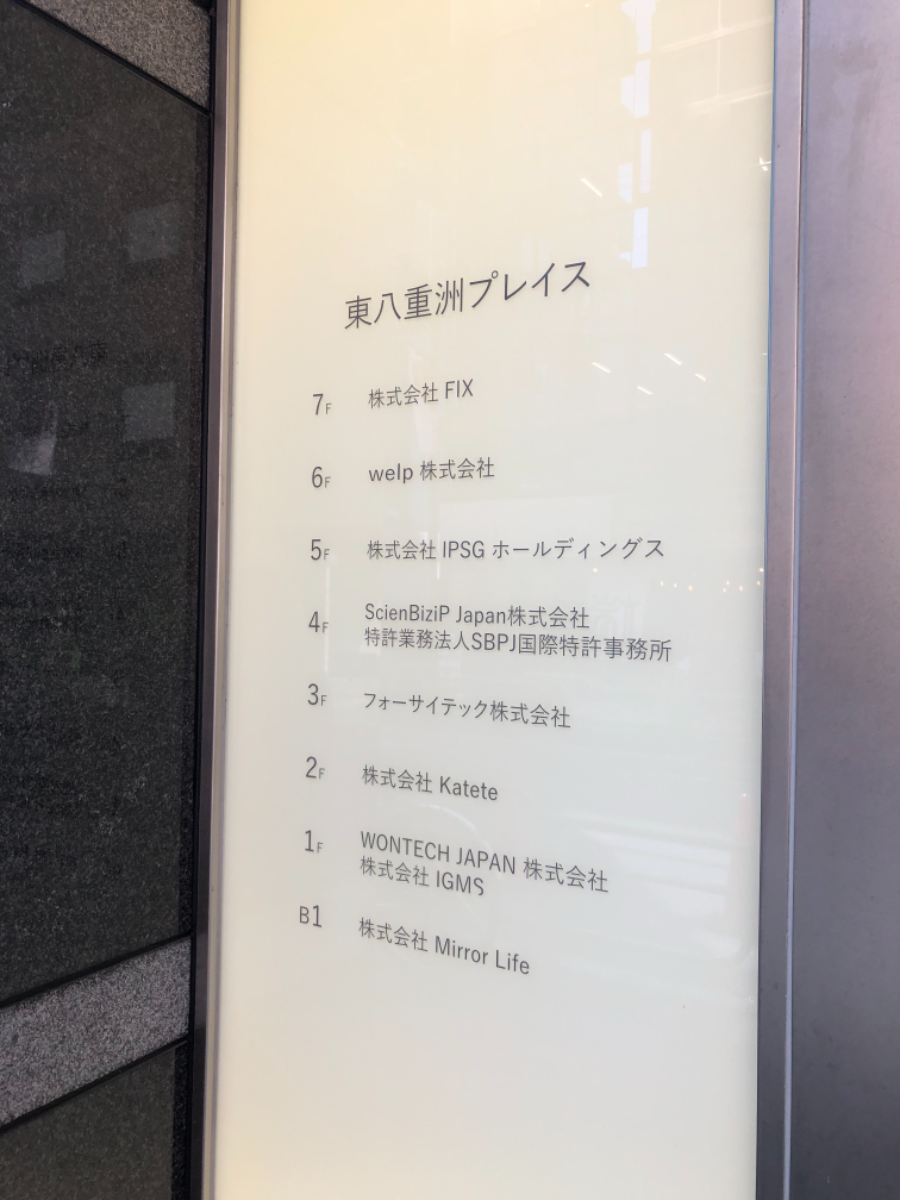 東八重洲プレイス
7F 株式会社 FIX
6F welp 株式会社
5F 株式会社 IPSG ホールディングス
4F ScienBiziP Japan株式会社
特許業務法人SBPJ国際特許事務所
3F フォーサイテック株式会社
2F 株式会社 Katete
1F WONTECH JAPAN 株式会社
株式会社 IGMS
B1 株式会社 Mirror Life